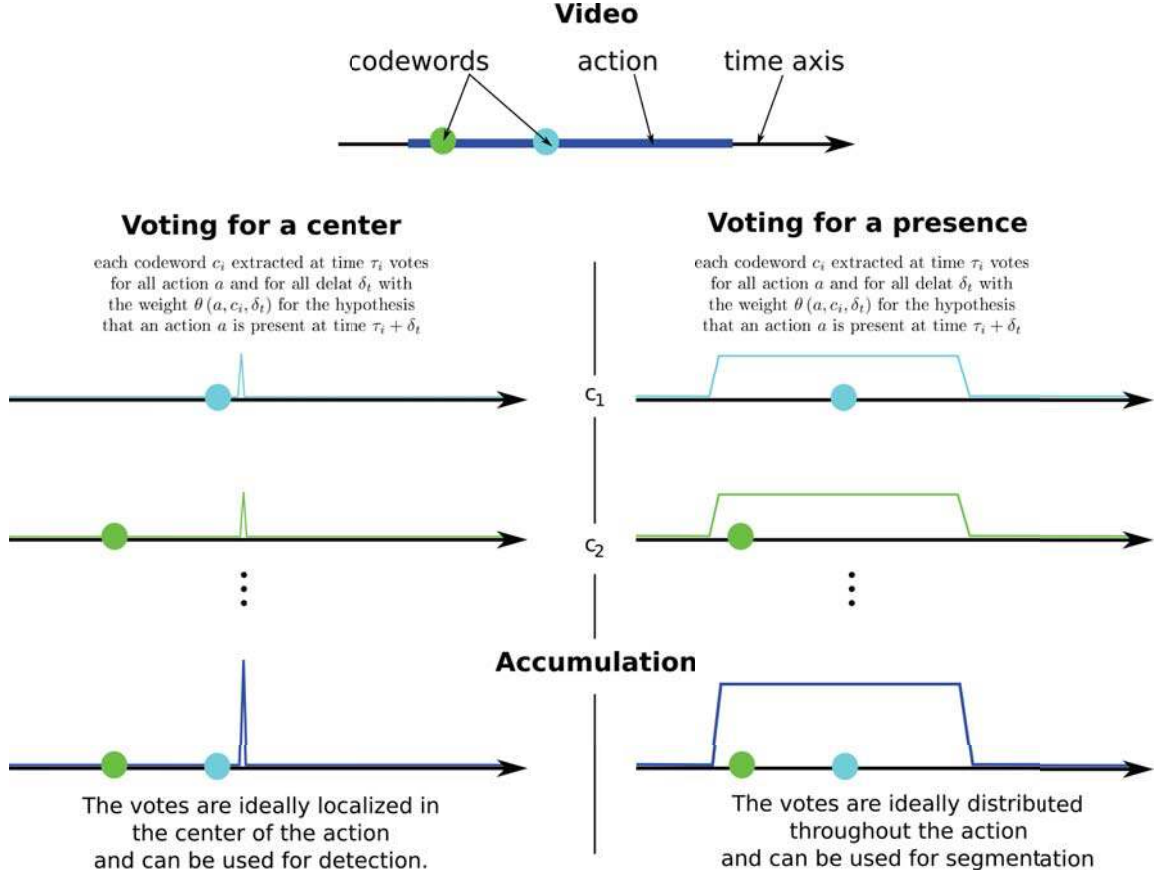 Video
codewords
action
time axis
Voting for a center
each codeword cᵢ extracted at time τᵢ votes
for all action a and for all delat δₜ with
the weight θ (a, cᵢ, δₜ) for the hypothesis
that an action a is present at time τᵢ + δₜ
Voting for a presence
each codeword cᵢ extracted at time τᵢ votes
for all action a and for all delat δₜ with
the weight θ (a, cᵢ, δₜ) for the hypothesis
that an action a is present at time τᵢ + δₜ
c₁
c₂
Accumulation
The votes are ideally localized in
the center of the action
and can be used for detection.
The votes are ideally distributed
throughout the action
and can be used for segmentation